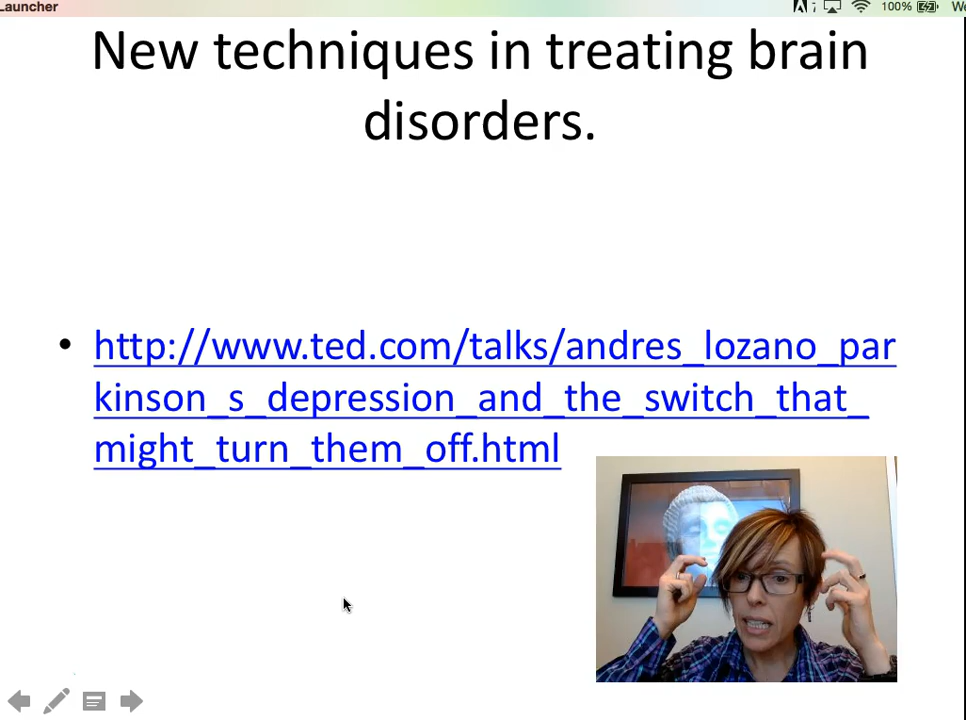 Launcher
100%
New techniques in treating brain
disorders.
• http://www.ted.com/talks/andres_lozano_par
kinson_s_depression_and_the_switch_that_
might_turn_them_off.html